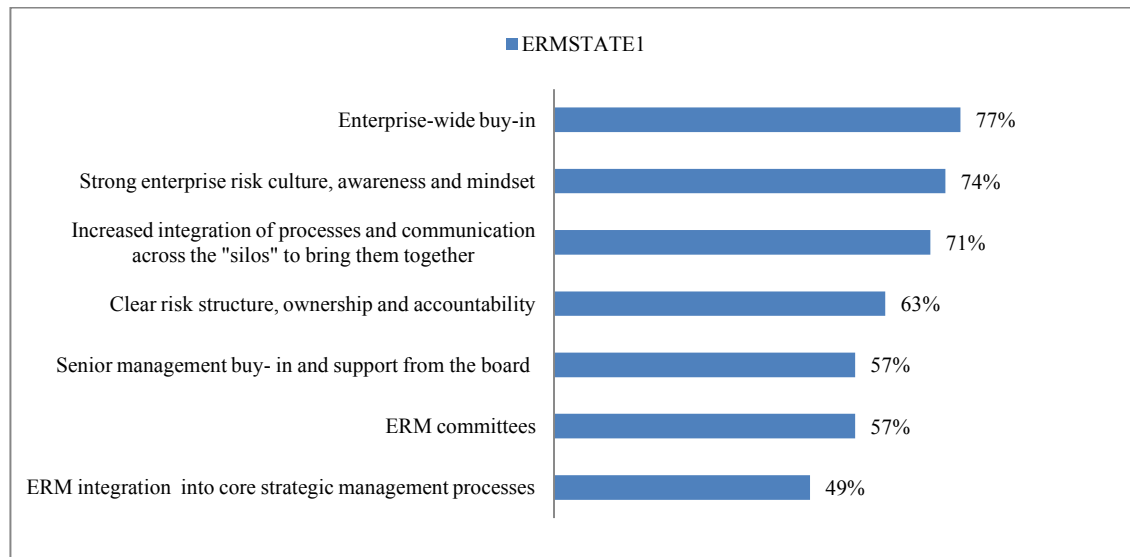 ERMSTATE1
Enterprise-wide buy-in
77%
Strong enterprise risk culture, awareness and mindset
74%
Increased integration of processes and communication
across the "silos" to bring them together
71%
Clear risk structure, ownership and accountability
63%
Senior management buy- in and support from the board
57%
ERM committees
57%
ERM integration  into core strategic management processes
49%